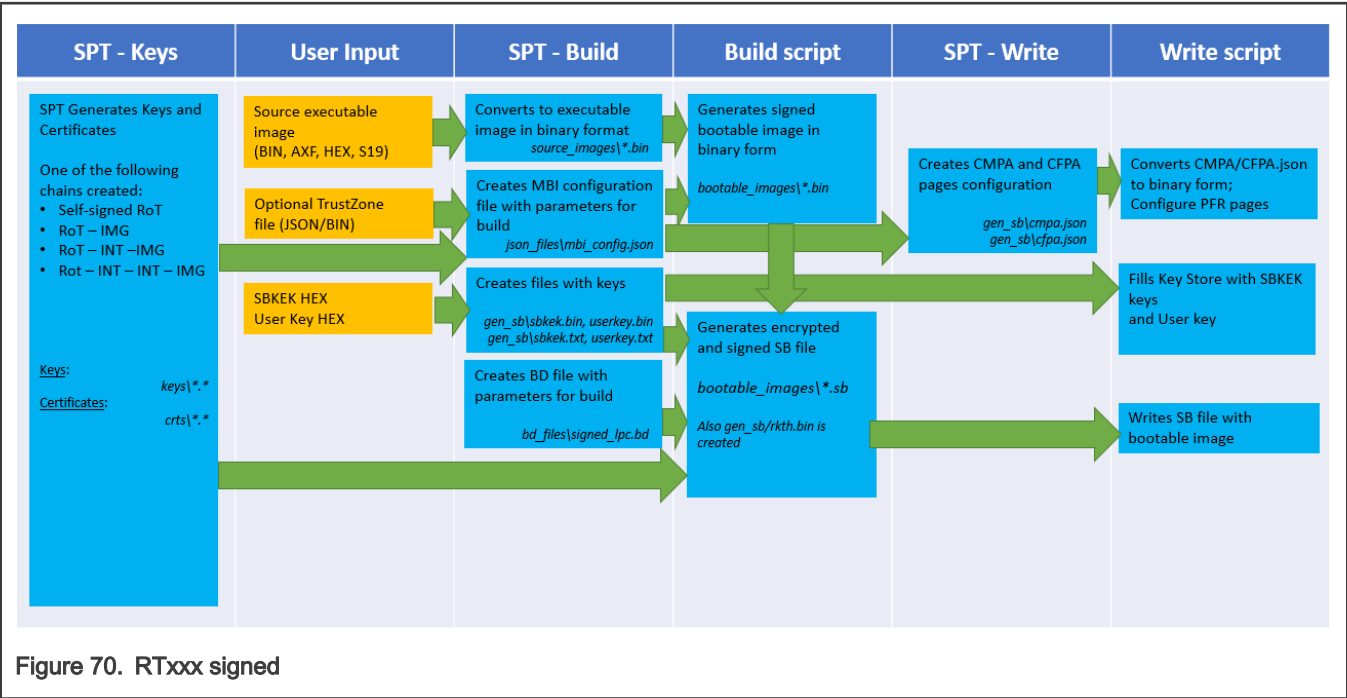 SPT - Keys
User Input
SPT - Build
Build script
SPT - Write
Write script
SPT Generates Keys and
Certificates
One of the following
chains created:
• Self-signed RoT
• RoT – IMG
• RoT – INT –IMG
• Rot – INT – INT – IMG
Keys:
keys\*.*
Certificates:
crts\*.*
Source executable
image
(BIN, AXF, HEX, S19)
Optional TrustZone
file (JSON/BIN)
SBKEK HEX
User Key HEX
Converts to executable
image in binary format
source_images\*.bin
Creates MBI configuration
file with parameters for
build
json_files\mbi_config.json
Creates files with keys
gen_sb\sbkek.bin, userkey.bin
gen_sb\sbkek.txt, userkey.txt
Creates BD file with
parameters for build
bd_files\signed_lpc.bd
Generates signed
bootable image in
binary form
bootable_images\*.bin
Generates encrypted
and signed SB file
bootable_images\*.sb
Also gen_sb/rkth.bin is
created
Creates CMPA and CFPA
pages configuration
gen_sb\cmpa.json
gen_sb\cfpa.json
Converts CMPA/CFPA.json
to binary form;
Configure PFR pages
Fills Key Store with SBKEK
keys
and User key
Writes SB file with
bootable image
Figure 70. RTxxx signed